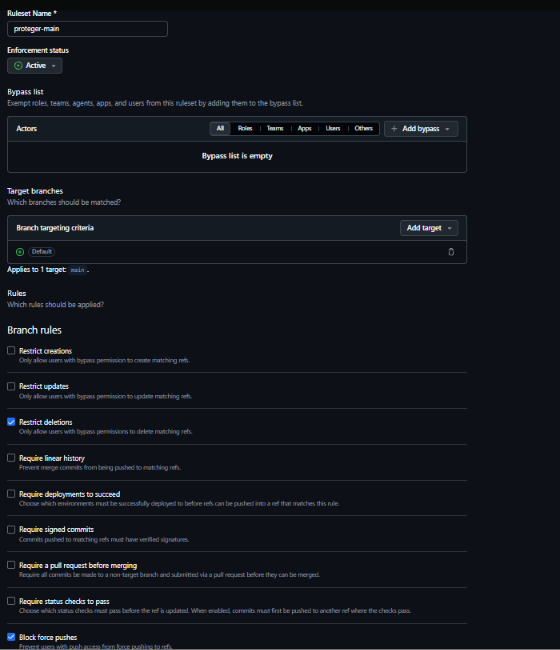 Ruleset Name *
proteger-main
Enforcement status
Active
Bypass list
Exempt roles, teams, agents, apps, and users from this ruleset by adding them to the bypass list.
Actors
All Roles Teams Apps Users Others
+ Add bypass
Bypass list is empty
Target branches
Which branches should be matched?
Branch targeting criteria
Add target
Default
Applies to 1 target: main.
Rules
Which rules should be applied?
Branch rules
Restrict creations
Only allow users with bypass permission to create matching refs.
Restrict updates
Only allow users with bypass permission to update matching refs.
Restrict deletions
Only allow users with bypass permissions to delete matching refs.
Require linear history
Prevent merge commits from being pushed to matching refs.
Require deployments to succeed
Choose which environments must be successfully deployed to before refs can be pushed into a ref that matches this rule.
Require signed commits
Commits pushed to matching refs must have verified signatures.
Require a pull request before merging
Require all commits be made to a non-target branch and submitted via a pull request before they can be merged.
Require status checks to pass
Choose which status checks must pass before the ref is updated. When enabled, commits must first be pushed to another ref where the checks pass.
Block force pushes
Prevent users with push access from force pushing to refs.